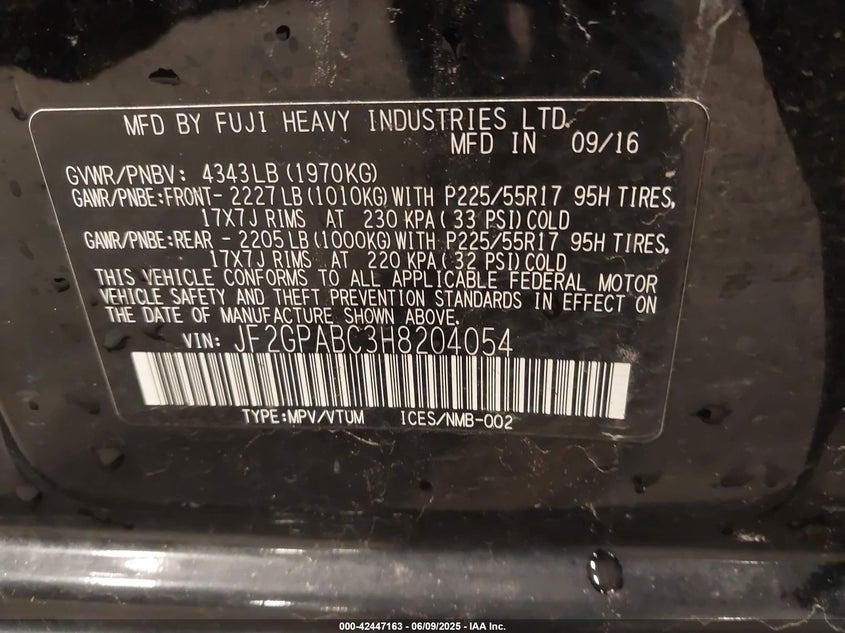 MFD BY FUJI HEAVY INDUSTRIES LTD.
MFD IN 09/16
GVWR/PNBV: 4343LB (1970KG)
GAWR/PNBE:FRONT- 2227 LB (1010KG) WITH P225/55R17 95H TIRES,
17X7J RIMS AT 230 KPA ( 33 PSI) COLD
GAWR/PNBE:REAR - 2205 LB (1000KG) WITH P225/55R17 95H TIRES,
17X7J RIMS AT 220 KPA ( 32 PSI) COLD
THIS VEHICLE CONFORMS TO ALL APPLICABLE FEDERAL MOTOR
VEHICLE SAFETY AND THEFT PREVENTION STANDARDS IN EFFECT ON
THE DATE OF MANUFACTURE SHOWN ABOVE.
VIN: JF2GPABC3H8204054
TYPE:MPV/VTUM ICES/NMB-002
000-42447163 - 06/09/2025 - IAA Inc.